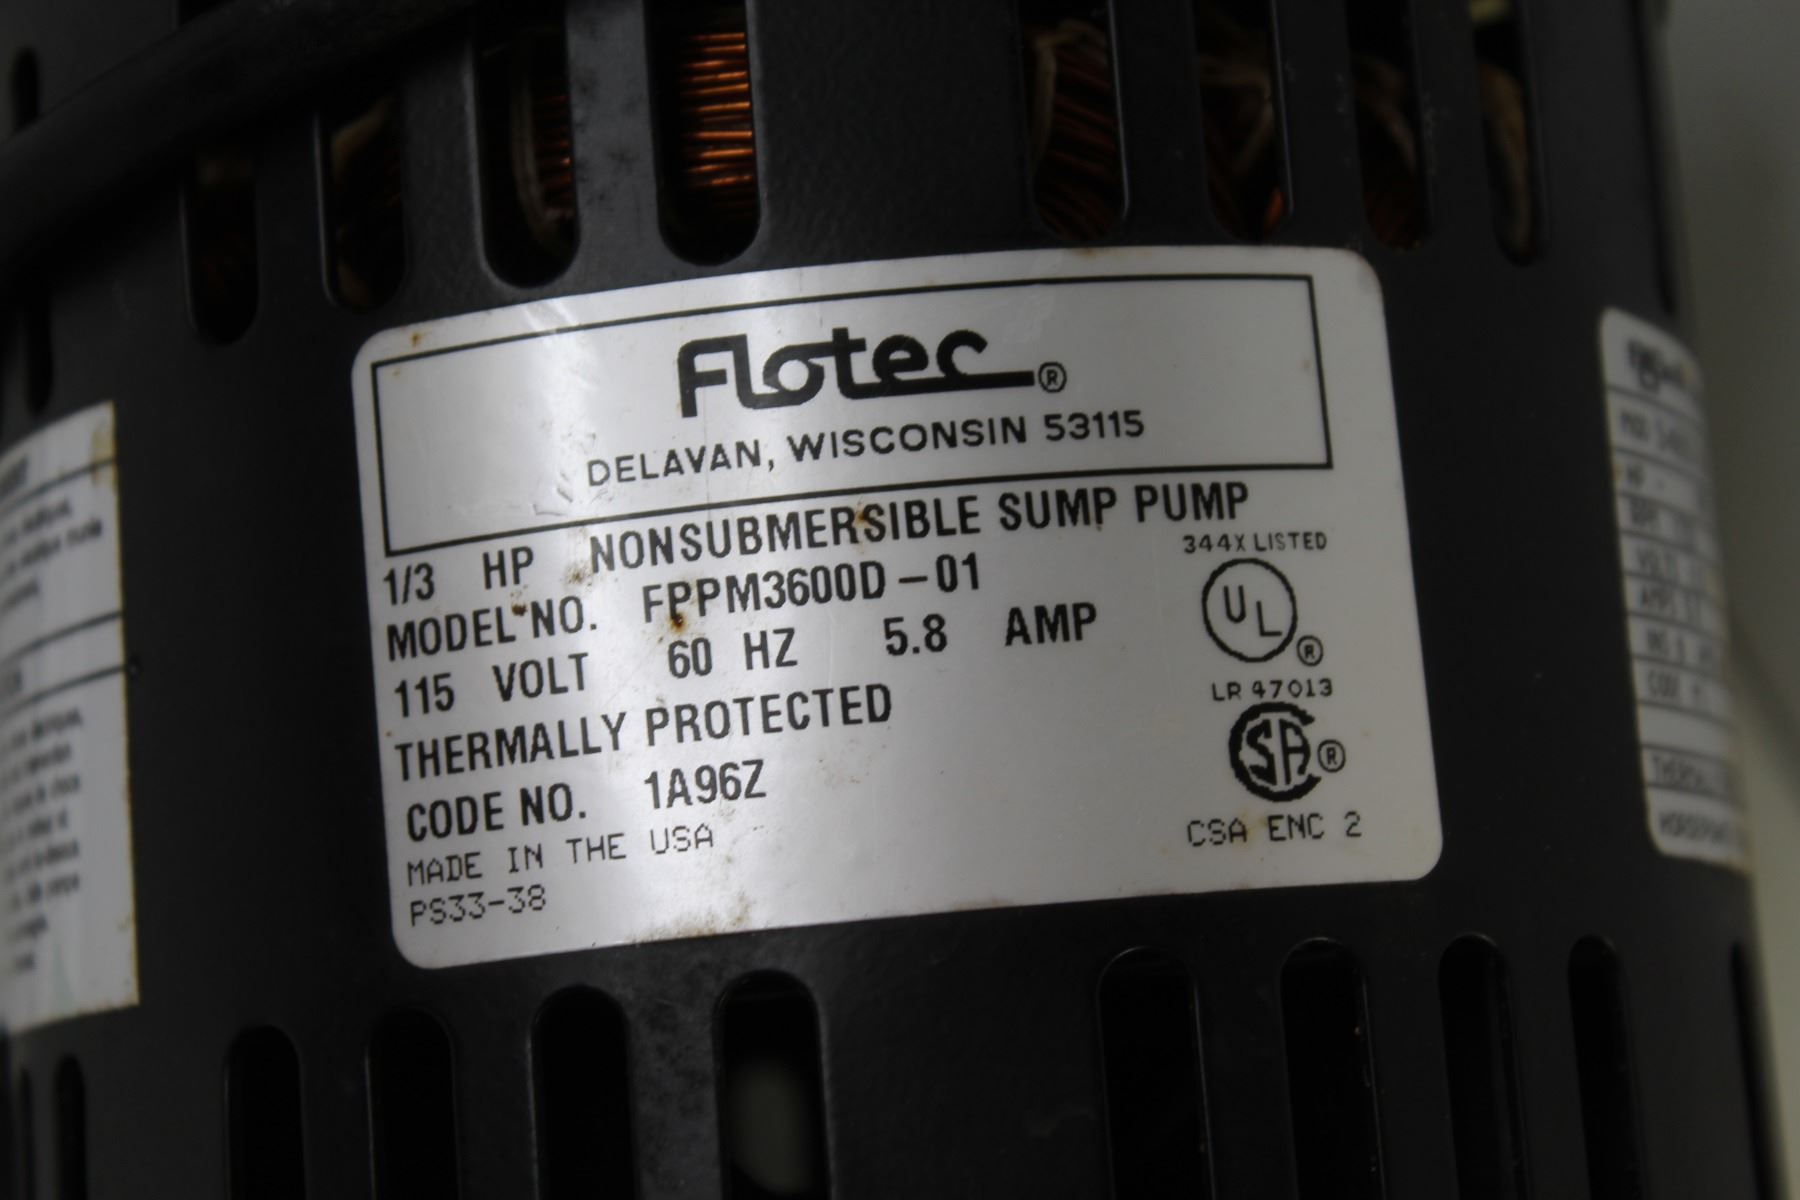 Flotec®
DELAVAN, WISCONSIN 53115
1/3 HP NONSUBMERSIBLE SUMP PUMP
MODEL NO. FPPM3600D-01
115 VOLT 60 HZ 5.8 AMP
THERMALLY PROTECTED
CODE NO. 1A96Z
MADE IN THE USA
PS33-38
344X LISTED
UL®
LR 47013
CSA®
CSA ENC 2
HP